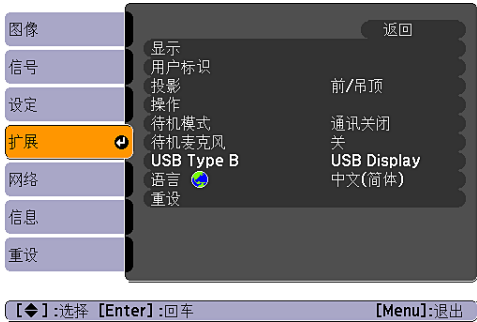 返回
图像
信号
设定
扩展
网络
信息
重设
显示
用户标识
投影 前/吊顶
操作
待机模式 通讯关闭
待机麦克风 关
USB Type B USB Display
语言 中文(简体)
重设
[◆]:选择 [Enter]:回车 [Menu]:退出